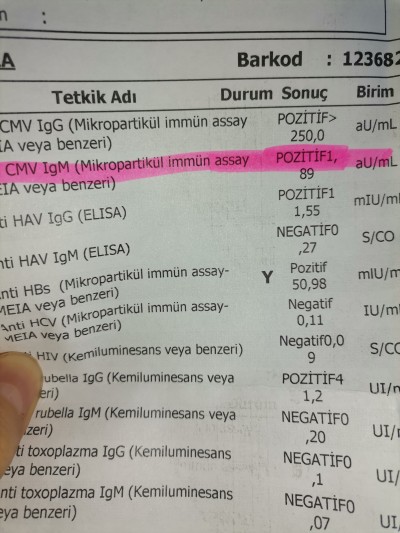 :
Barkod : 12368
Tetkik Adı Durum Sonuç Birim
CMV IgG (Mikropartikül immün assay POZİTİF>
EIA veya benzeri) 250,0 aU/mL
CMV IgM (Mikropartikül immün assay POZİTİF1,
EIA veya benzeri) 89 aU/mL
nti HAV IgG (ELISA) POZİTİF1
1,55 mIU/m
nti HAV IgM (ELISA) NEGATİF0
,27 S/CO
nti HBs (Mikropartikül immün assay- Y Pozitif
MEIA veya benzeri) 50,98 mIU/m
Anti HCV (Mikropartikül immün assay- Negatif
MEIA veya benzeri) 0,11 IU/m
HIV (Kemiluminesans veya benzeri) Negatif0,0
9 S/C
rubella IgG (Kemiluminesans veya POZİTİF4
eri) 1,2 UI/
rubella IgM (Kemiluminesans veya NEGATİF0
zeri) ,20 UI/
ti toxoplazma IgG (Kemiluminesans NEGATİF0
eya benzeri) ,1 UI/
nti toxoplazma IgM (Kemiluminesans NEGATİF0
eya benzeri) ,07 UI